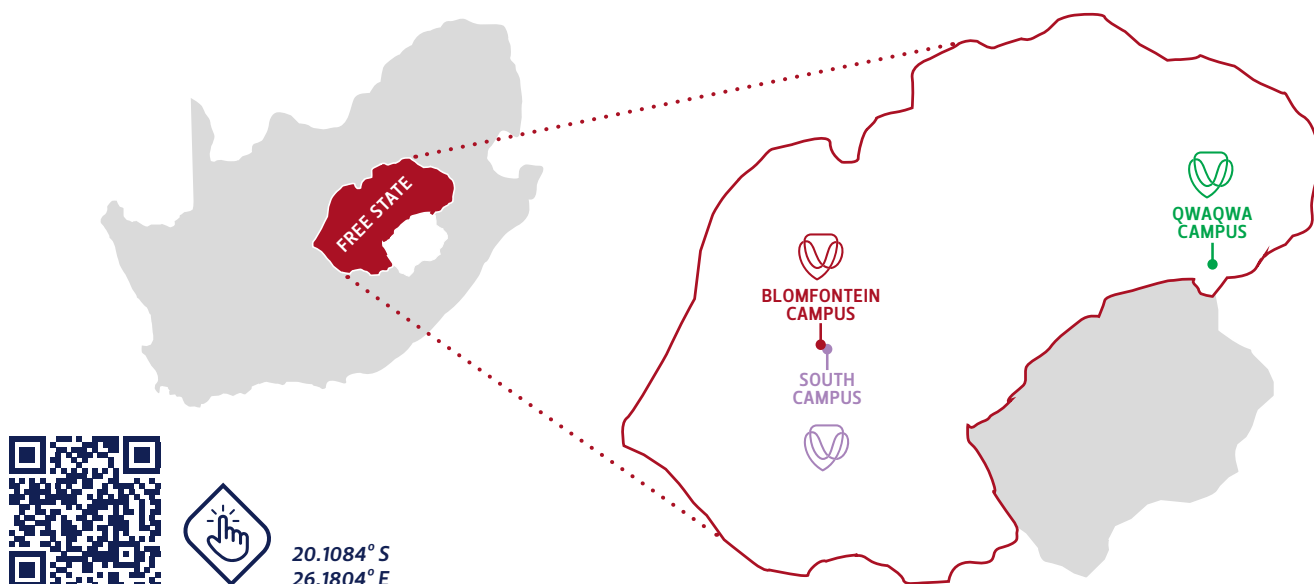 FREE STATE
QWAQWA
CAMPUS
BLOMFONTEIN
CAMPUS
SOUTH
CAMPUS
20.1084° S
26.1804° E